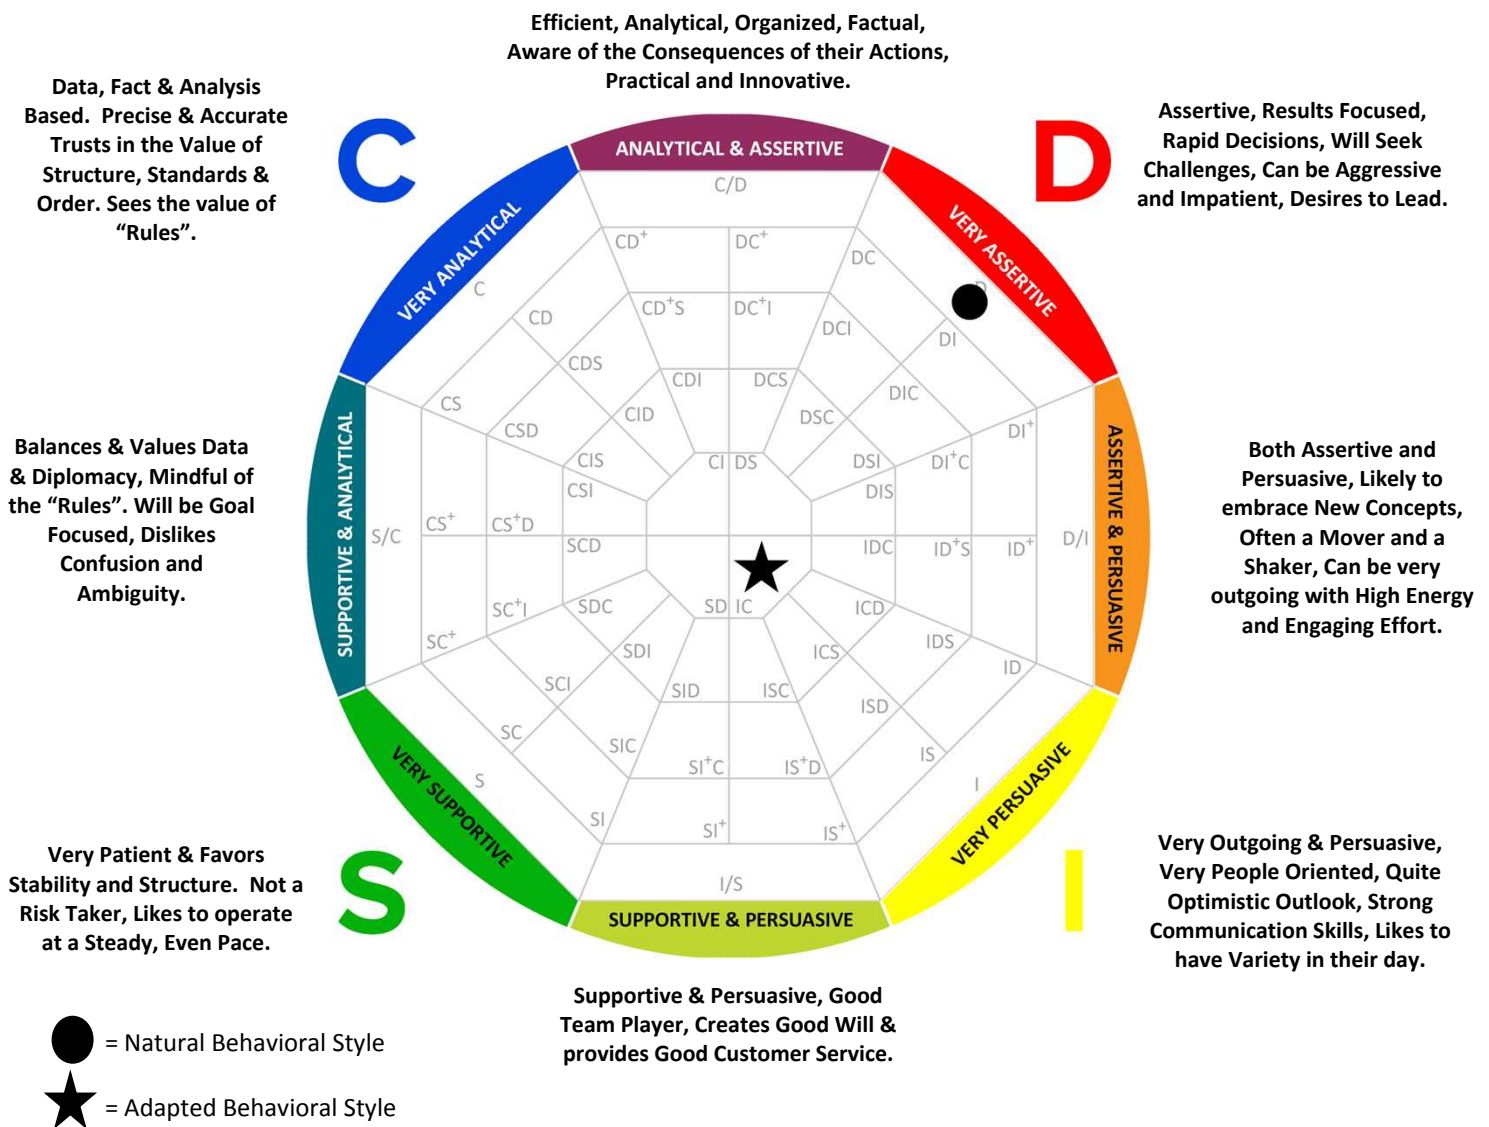 Efficient, Analytical, Organized, Factual,
Aware of the Consequences of their Actions,
Practical and Innovative.
Data, Fact & Analysis
Based.  Precise & Accurate
Trusts in the Value of
Structure, Standards &
Order. Sees the value of
“Rules”.
C
D
Assertive, Results Focused,
Rapid Decisions, Will Seek
Challenges, Can be Aggressive
and Impatient, Desires to Lead.
ANALYTICAL & ASSERTIVE
VERY ANALYTICAL
VERY ASSERTIVE
C/D
CD+
DC+
DC
C
D
CD
CD+S
DC+I
DCI
DI
CDS
CDI
DCS
DIC
CS
CID
DSC
CSD
DI+
CIS
CI
DS
DSI
DI+C
CSI
DIS
Balances & Values Data
& Diplomacy, Mindful of
the “Rules”. Will be Goal
Focused, Dislikes
Confusion and
Ambiguity.
SUPPORTIVE & ANALYTICAL
ASSERTIVE & PERSUASIVE
Both Assertive and
Persuasive, Likely to
embrace New Concepts,
Often a Mover and a
Shaker, Can be very
outgoing with High Energy
and Engaging Effort.
S/C
CS+
CS+D
D/I
SCD
IDC
ID+S
ID+
SC+I
SDC
SD
IC
ICD
SC+
SDI
ICS
IDS
ID
SCI
SID
ISC
ISD
SC
SIC
IS
SI+C
IS+D
S
I
SI
SI+
IS+
I/S
VERY SUPPORTIVE
VERY PERSUASIVE
SUPPORTIVE & PERSUASIVE
Very Patient & Favors
Stability and Structure.  Not a
Risk Taker, Likes to operate
at a Steady, Even Pace.
S
I
Very Outgoing & Persuasive,
Very People Oriented, Quite
Optimistic Outlook, Strong
Communication Skills, Likes to
have Variety in their day.
Supportive & Persuasive, Good
Team Player, Creates Good Will &
provides Good Customer Service.
= Natural Behavioral Style
= Adapted Behavioral Style